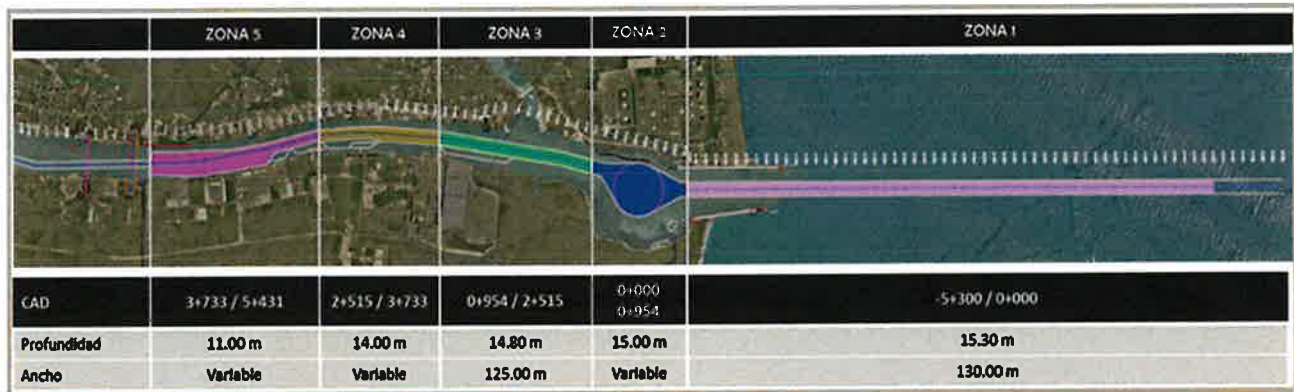 ZONA 5 ZONA 4 ZONA 3 ZONA 2 ZONA 1
CAD 3+733 / 5+431 2+515 / 3+733 0+954 / 2+515 0+000 -5+300 / 0+000
0+954
Profundidad 11.00 m 14.00 m 14.80 m 15.00 m 15.30 m
Ancho Variable Variable 125.00 m Variable 130.00 m